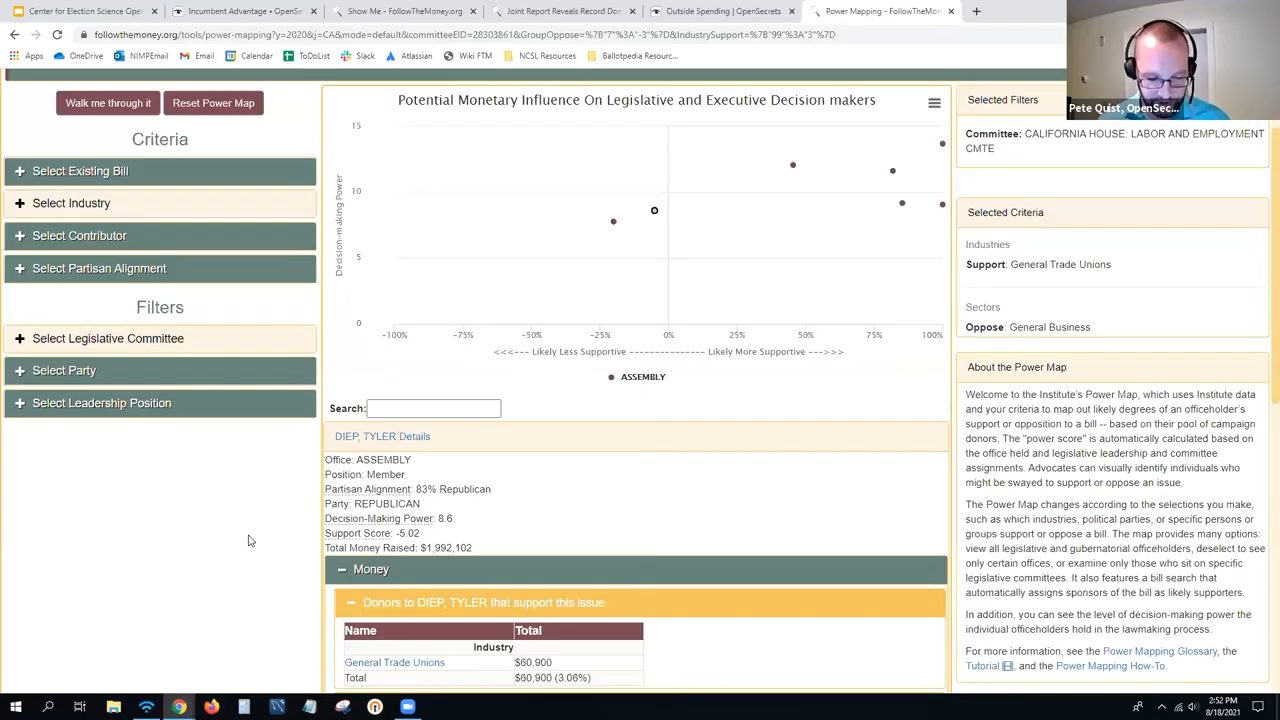 Center for Election Science
Incumbent Advantage • OpenSe
Show Me - FollowTheMoney.org
Joint Report Reveals Record Don
Outside Spending | OpenSecrets
Power Mapping - FollowTheMon
followthemoney.org/tools/power-mapping?y=2020&j=CA&mode=default&committeeEID=28303861&GroupOppose=%7B"7"%3A"-3"%7D&IndustrySupport=%7B"99"%3A"3"%7D
Apps OneDrive NIMPEmail Email Calendar ToDoList Slack Atlassian Wiki FTM NCSL Resources Ballotpedia Resourc...
Pete Quist, OpenSec...
Walk me through it
Reset Power Map
Criteria
Select Existing Bill
Select Industry
Select Contributor
Select Partisan Alignment
Filters
Select Legislative Committee
Select Party
Select Leadership Position
Potential Monetary Influence On Legislative and Executive Decision makers
Decision-making Power
15
10
5
0
-100% -75% -50% -25% 0% 25% 50% 75% 100%
<<<--- Likely Less Supportive --------------- Likely More Supportive --->>>
ASSEMBLY
Search:
DIEP, TYLER Details
Office: ASSEMBLY
Position: Member
Partisan Alignment: 83% Republican
Party: REPUBLICAN
Decision-Making Power: 8.6
Support Score: -5.02
Total Money Raised: $1,992,102
Money
Donors to DIEP, TYLER that support this issue
Name Total
Industry
General Trade Unions $60,900
Total $60,900 (3.06%)
Selected Filters
Committee: CALIFORNIA HOUSE: LABOR AND EMPLOYMENT
CMTE
Selected Criteria
Industries
Support: General Trade Unions
Sectors
Oppose: General Business
About the Power Map
Welcome to the Institute's Power Map, which uses Institute data
and your criteria to map out likely degrees of an officeholder's
support or opposition to a bill -- based on their pool of campaign
donors. The "power score" is automatically calculated based on
the office held and legislative leadership and committee
assignments. Advocates can visually identify individuals who
might be swayed to support or oppose an issue.
The Power Map changes according to the selections you make,
such as which industries, political parties, or specific persons or
groups support or oppose a bill. The map provides many options:
view all legislative and gubernatorial officeholders, deselect to see
only certain offices, or examine only those who sit on specific
legislative committees. It also features a bill search that
automatically assigns sponsors of the bill as likely supporters.
In addition, you can see the level of decision-making power the
individual officeholders hold in the lawmaking process.
For more information, see the Power Mapping Glossary, the
Tutorial, and the Power Mapping How-To.
2:52 PM
8/18/2021